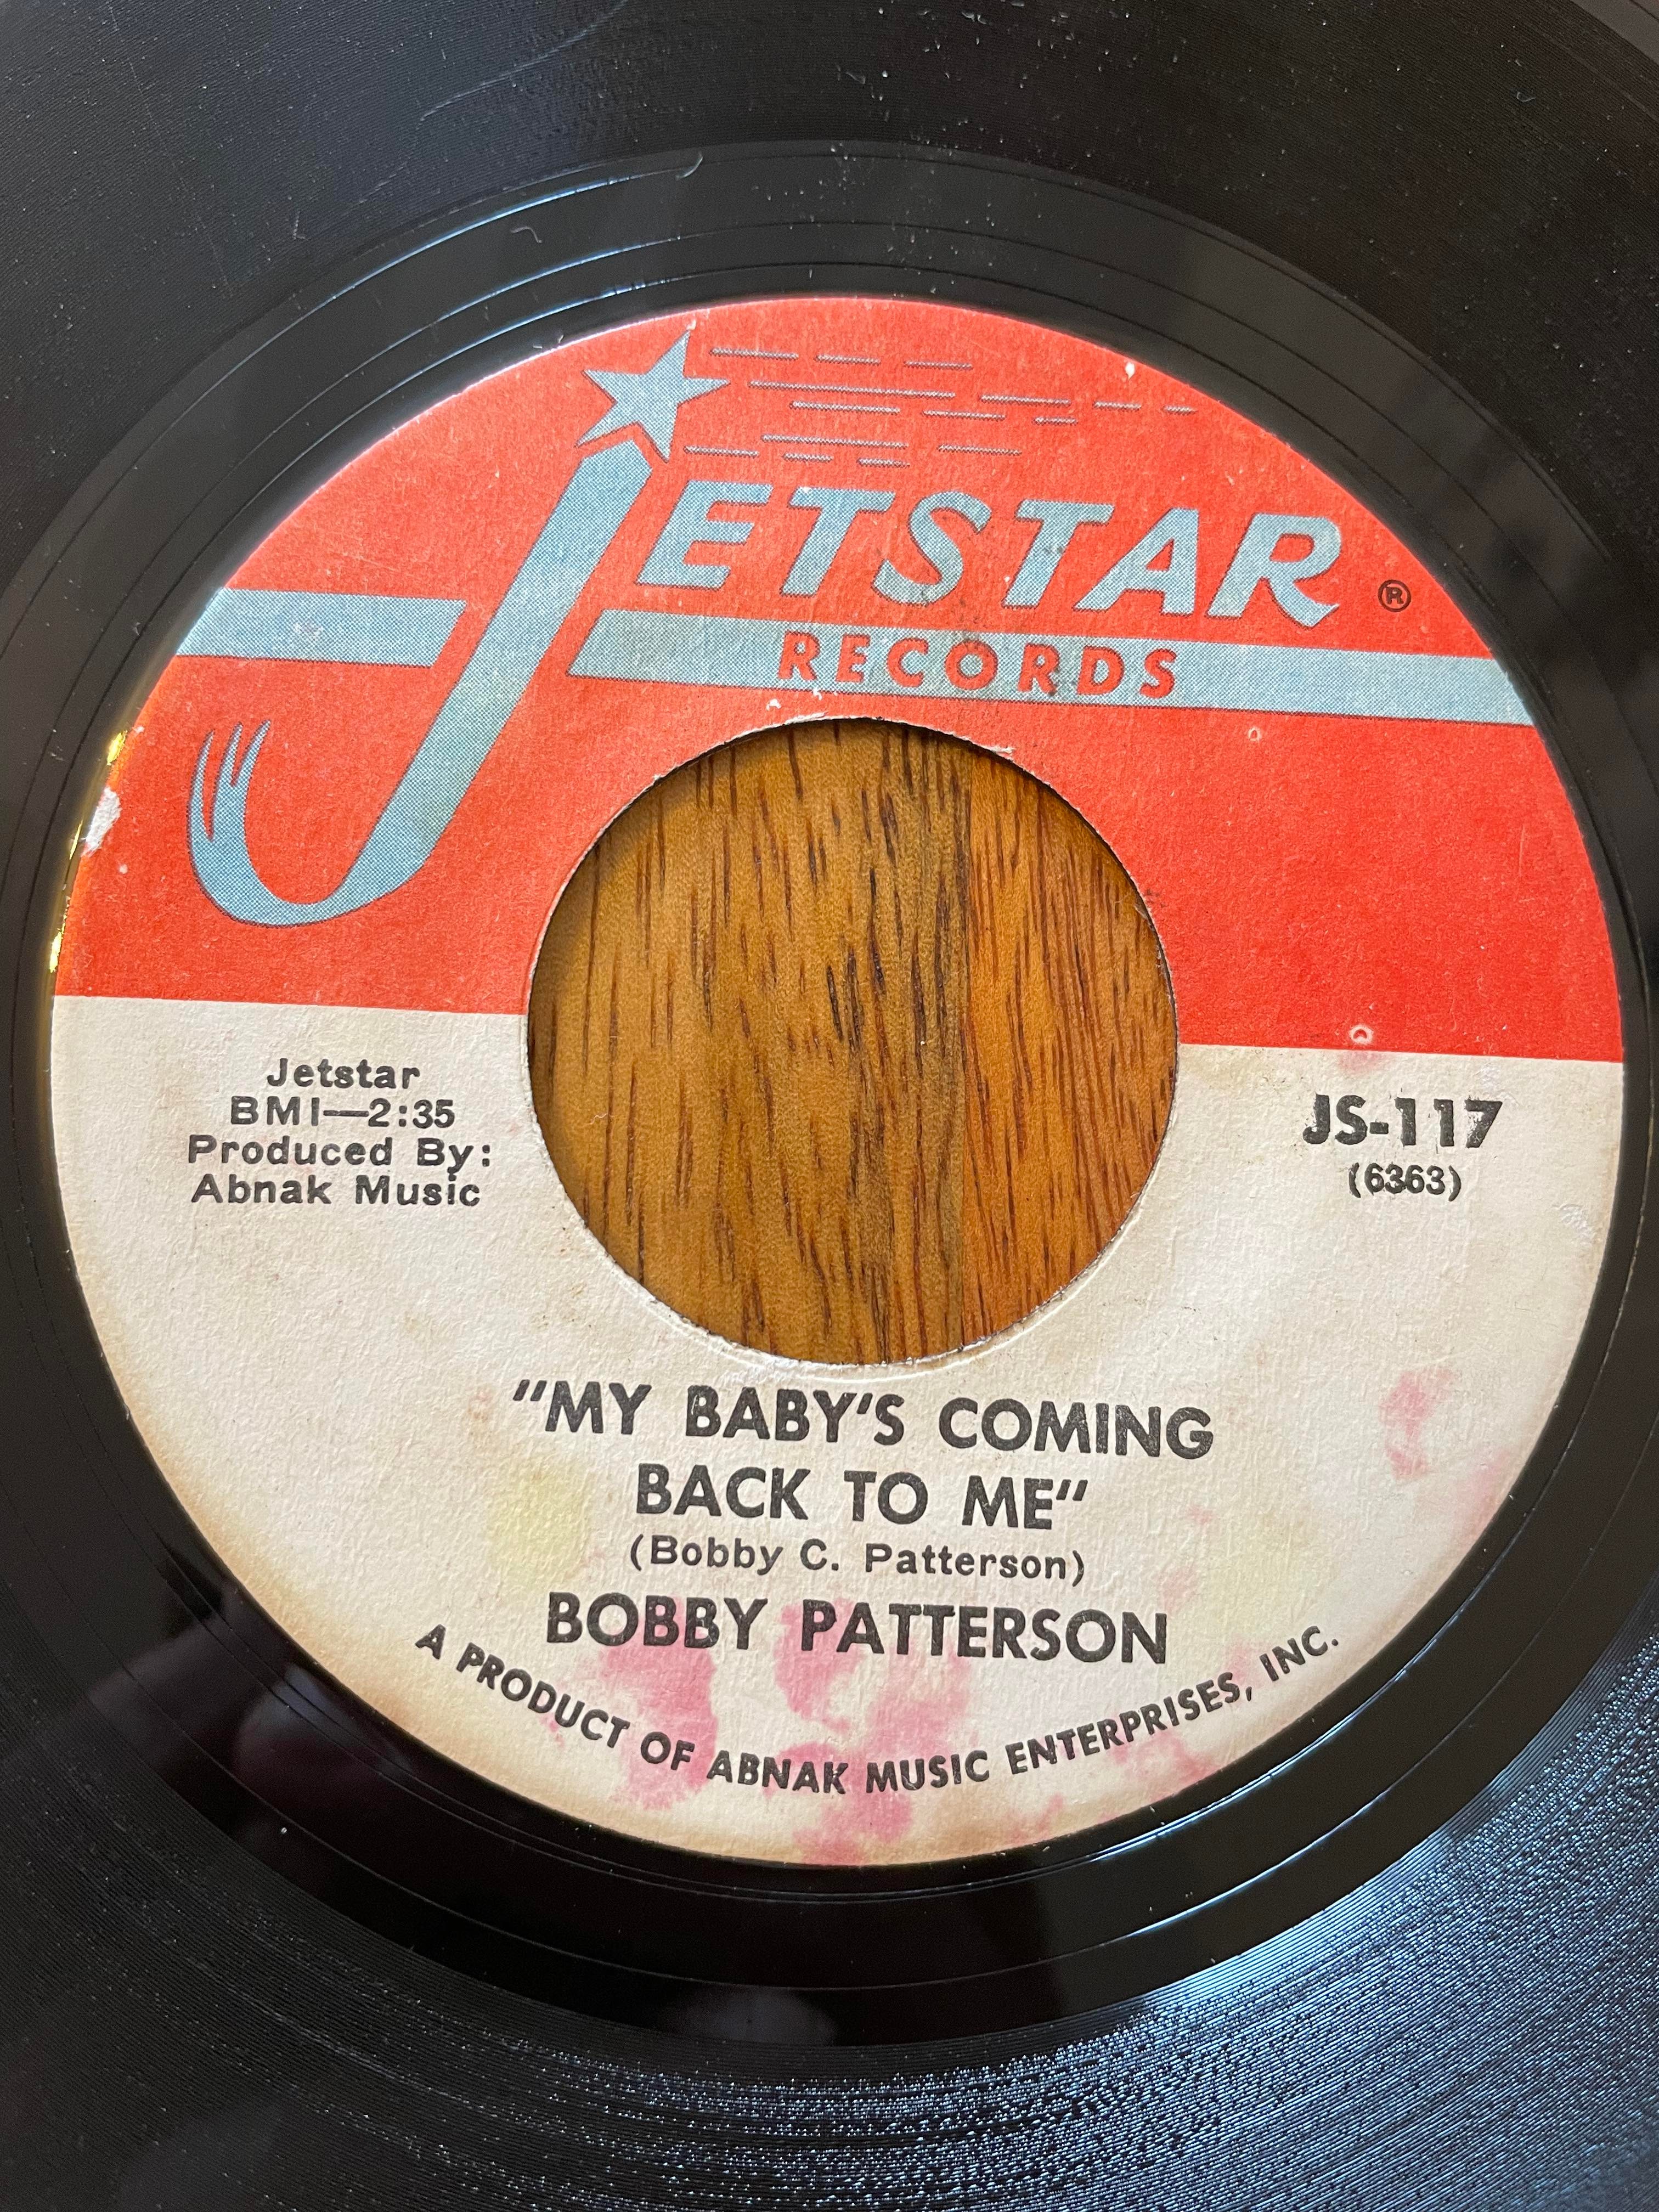 JETSTAR ®
RECORDS
Jetstar
BMI—2:35
Produced By:
Abnak Music
JS-117
(6363)
"MY BABY'S COMING
BACK TO ME"
(Bobby C. Patterson)
BOBBY PATTERSON
A PRODUCT OF ABNAK MUSIC ENTERPRISES, INC.